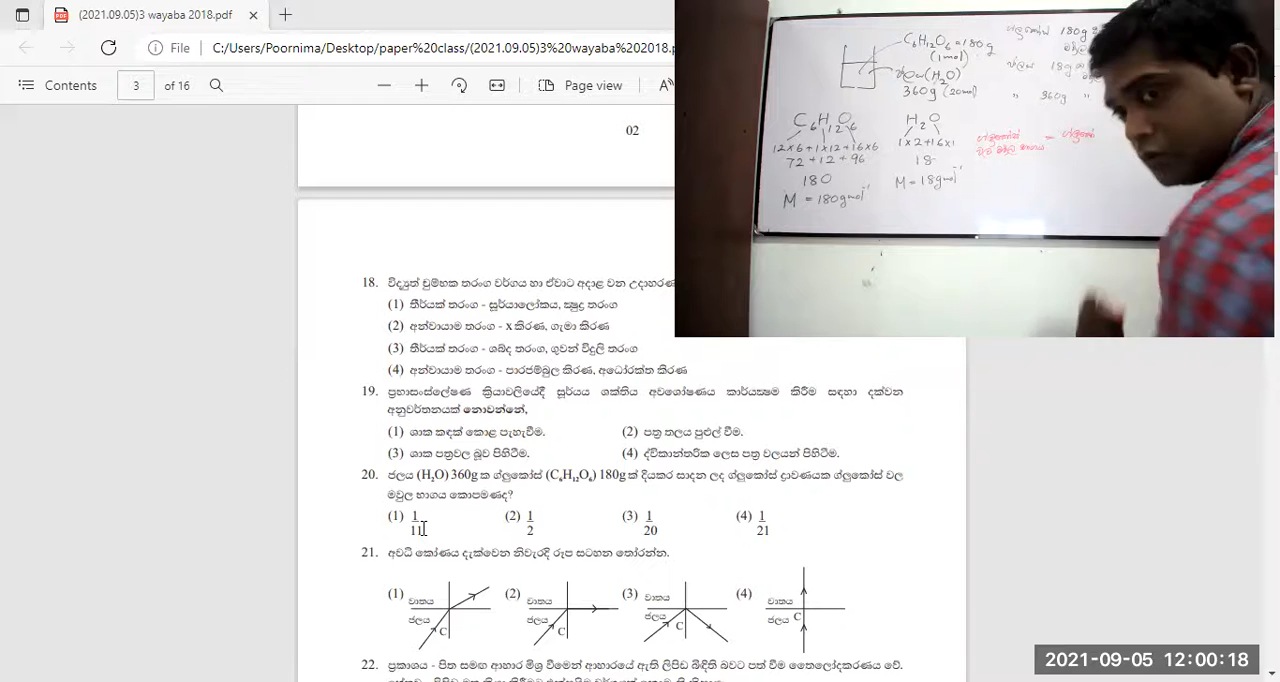 (2021.09.05)3 wayaba 2018.pdf
File C:/Users/Poornima/Desktop/paper%20class/(2021.09.05)3%20wayaba%202018.p
Contents 3 of 16 Page view
02
18. විද්‍යුත් චුම්භක තරංග වර්ගය හා ඒවාට අදාළ වන උදාහරණ
(1) තීර්යක් තරංග - සූර්යාලෝකය, ක්‍ෂුද්‍ර තරංග
(2) අන්වායාම තරංග - x කිරණ, ගැමා කිරණ
(3) තීර්යක් තරංග - ශබ්ද තරංග, ගුවන් විදුලි තරංග
(4) අන්වායාම තරංග - පාරජම්බුල කිරණ, අධෝරක්ත කිරණ
19. ප්‍රභාසංස්ලේෂණ ක්‍රියාවලියේදී සූර්යය ශක්තිය අවශෝෂණය කාර්යක්‍ෂම කිරීම සඳහා දක්වන
අනුවර්තනයක් නොවන්නේ,
(1) ශාක කඳක් කොළ පැහැවීම. (2) පත්‍ර තලය පුළුල් වීම.
(3) ශාක පත්‍රවල බූව පිහිටීම. (4) ද්විකාන්තරික ලෙස පත්‍ර වලයන් පිහිටීම.
20. ජලය (H₂O) 360g ක ග්ලුකෝස් (C₆H₁₂O₆) 180g ක් දියකර සාදන ලද ග්ලුකෝස් ද්‍රාවණයක ග්ලුකෝස් වල
මවුල භාගය කොපමණද?
(1) 1/11 (2) 1/2 (3) 1/20 (4) 1/21
21. අවධි කෝණය දැක්වෙන නිවැරදි රූප සටහන තෝරන්න.
(1) (2) (3) (4)
වාතය වාතය වාතය වාතය
ජලය ජලය ජලය ජලය
C C C C
22. ප්‍රකාශය - පිත සමඟ ආහාර මිශ්‍ර වීමෙන් ආහාරයේ ඇති ලිපිඩ බිඳිති බවට පත් වීම තෛලෝදකරණය වේ.
C₆H₁₂O₆ = 180g
(1mol)
(H₂O)
360g (20mol)
180g
18g
360g
C₆H₁₂O₆ H₂O
12×6+1×12+16×6 1×2+16×1
72+12+96 18
180 M = 18gmol⁻¹
M = 180gmol⁻¹
2021-09-05 12:00:18